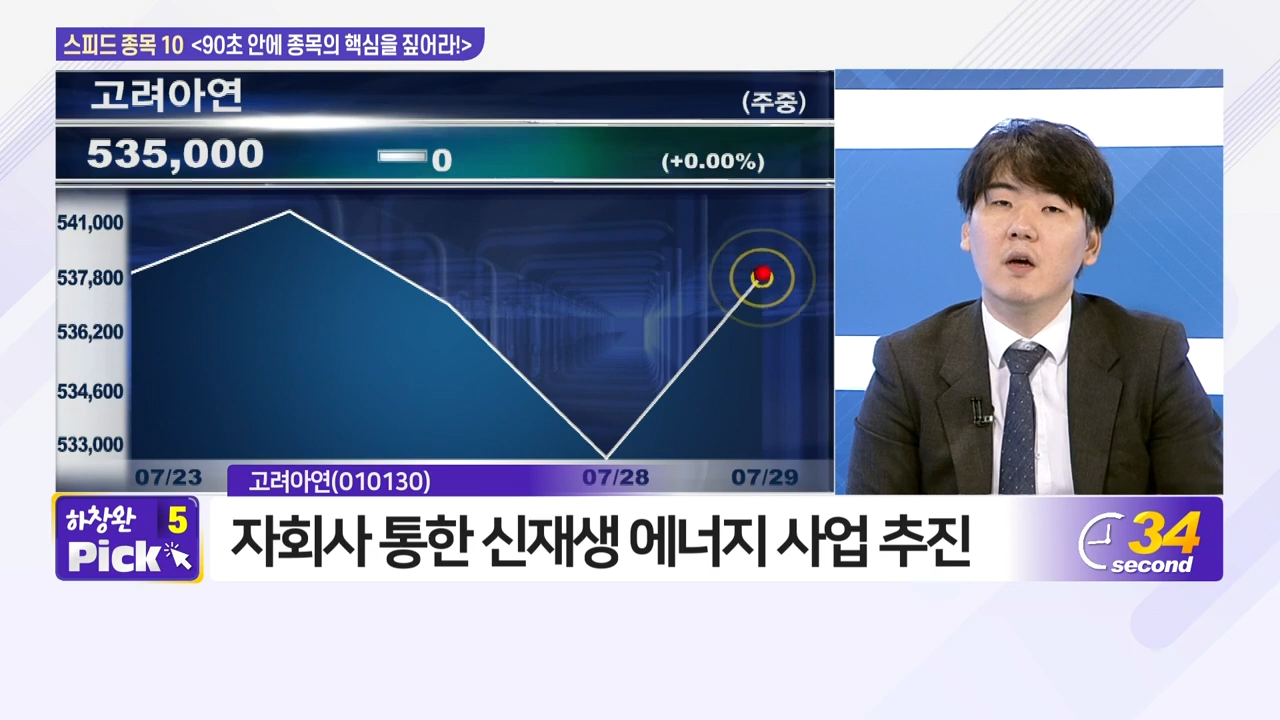 스피드 종목 10 <90초 안에 종목의 핵심을 짚어라!>
고려아연 (주중)
535,000 0 (+0.00%)
541,000
537,800
536,200
534,600
533,000
07/23 07/28 07/29
고려아연(010130)
하창완 5
Pick
자회사 통한 신재생 에너지 사업 추진
34
second